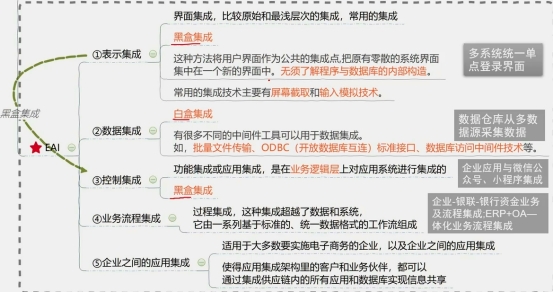 界面集成，比较原始和最浅层次的集成，常用的集成
黑盒集成
①表示集成
这种方法将用户界面作为公共的集成点,把原有零散的系统界面
集中在一个新的界面中。无须了解程序与数据库的内部构造。
常用的集成技术主要有屏幕截取和输入模拟技术。
多系统统一单
点登录界面
黑盒集成
EAI
白盒集成
②数据集成
有很多不同的中间件工具可以用于数据集成。
如，批量文件传输、ODBC（开放数据库互连）标准接口、数据库访问中间件技术等。
数据仓库从多数
据源采集数据
功能集成或应用集成，是在业务逻辑层上对应用系统进行集成的
③控制集成
黑盒集成
企业应用与微信公
众号、小程序集成
④业务流程集成
过程集成，这种集成超越了数据和系统，
它由一系列基于标准的、统一数据格式的工作流组成
企业-银联-银行资金业务
及流程集成:ERP+OA—
体化业务流程集成
适用于大多数要实施电子商务的企业，以及企业之间的应用集成
⑤企业之间的应用集成
使得应用集成架构里的客户和业务伙伴，都可以
通过集成供应链内的所有应用和数据库实现信息共享